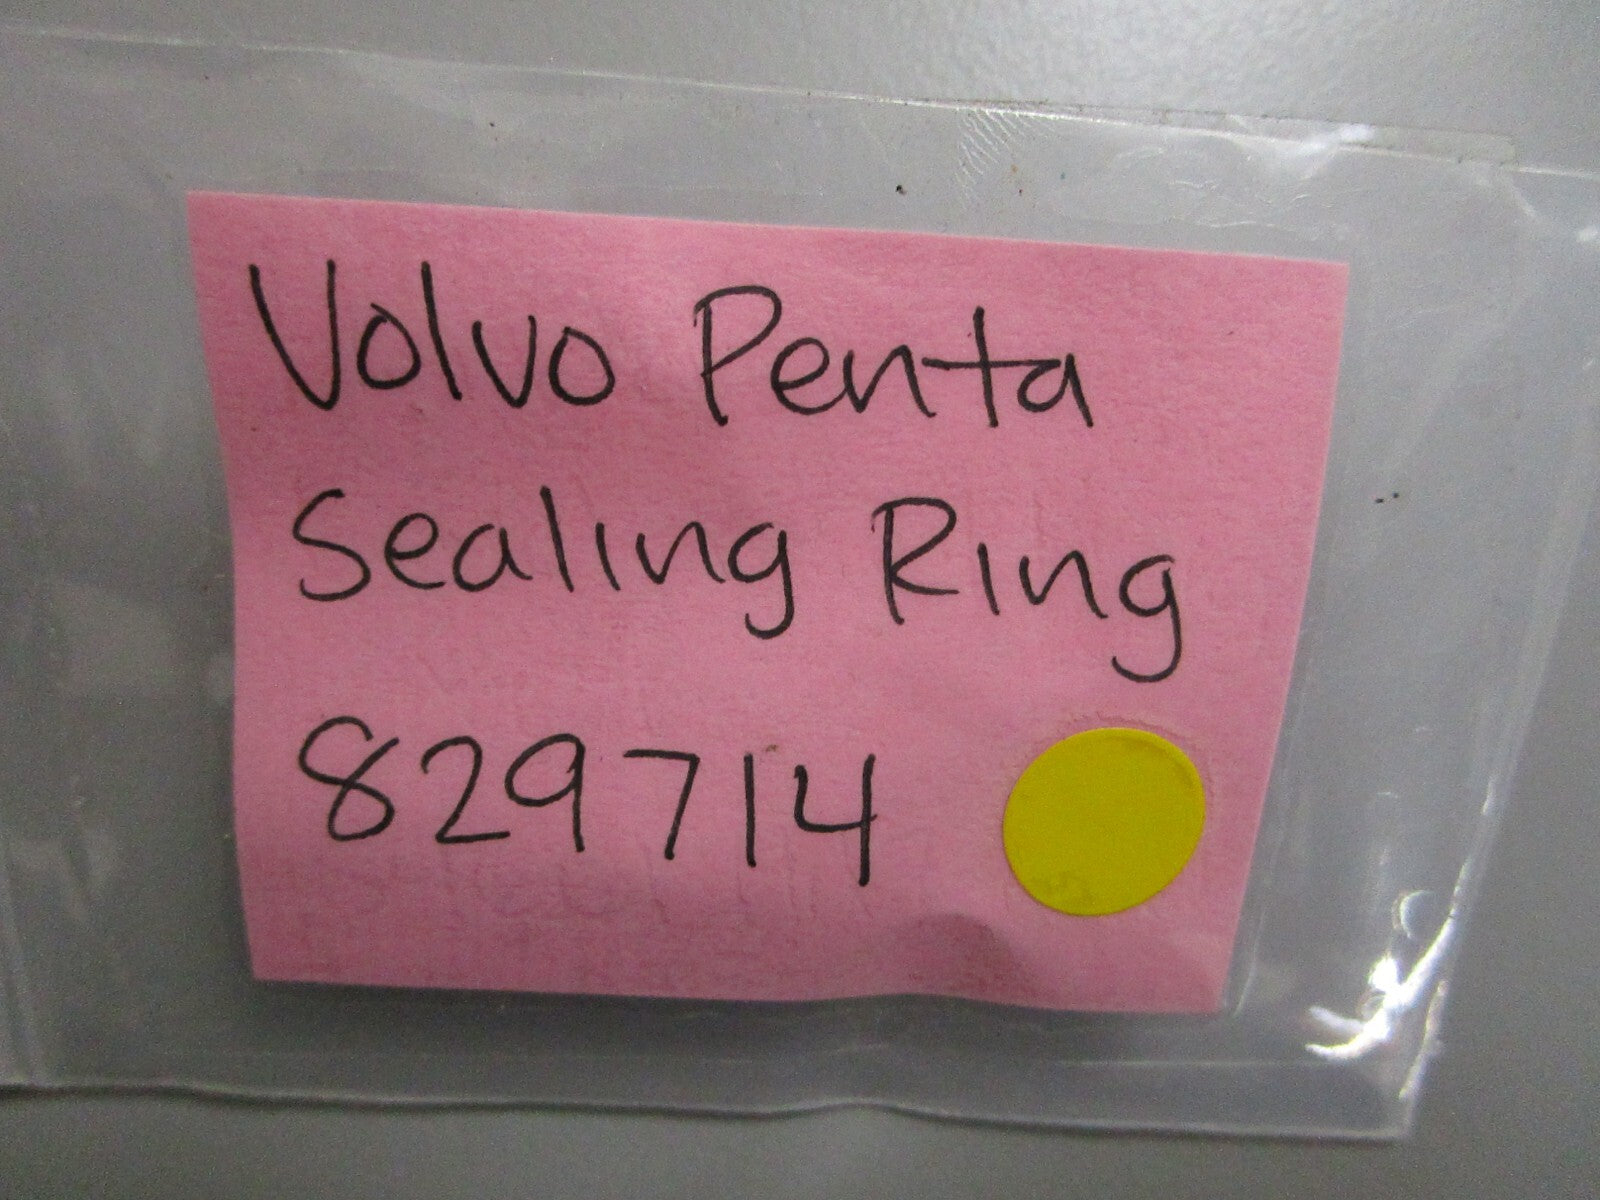 Volvo Penta
Sealing Ring
829714